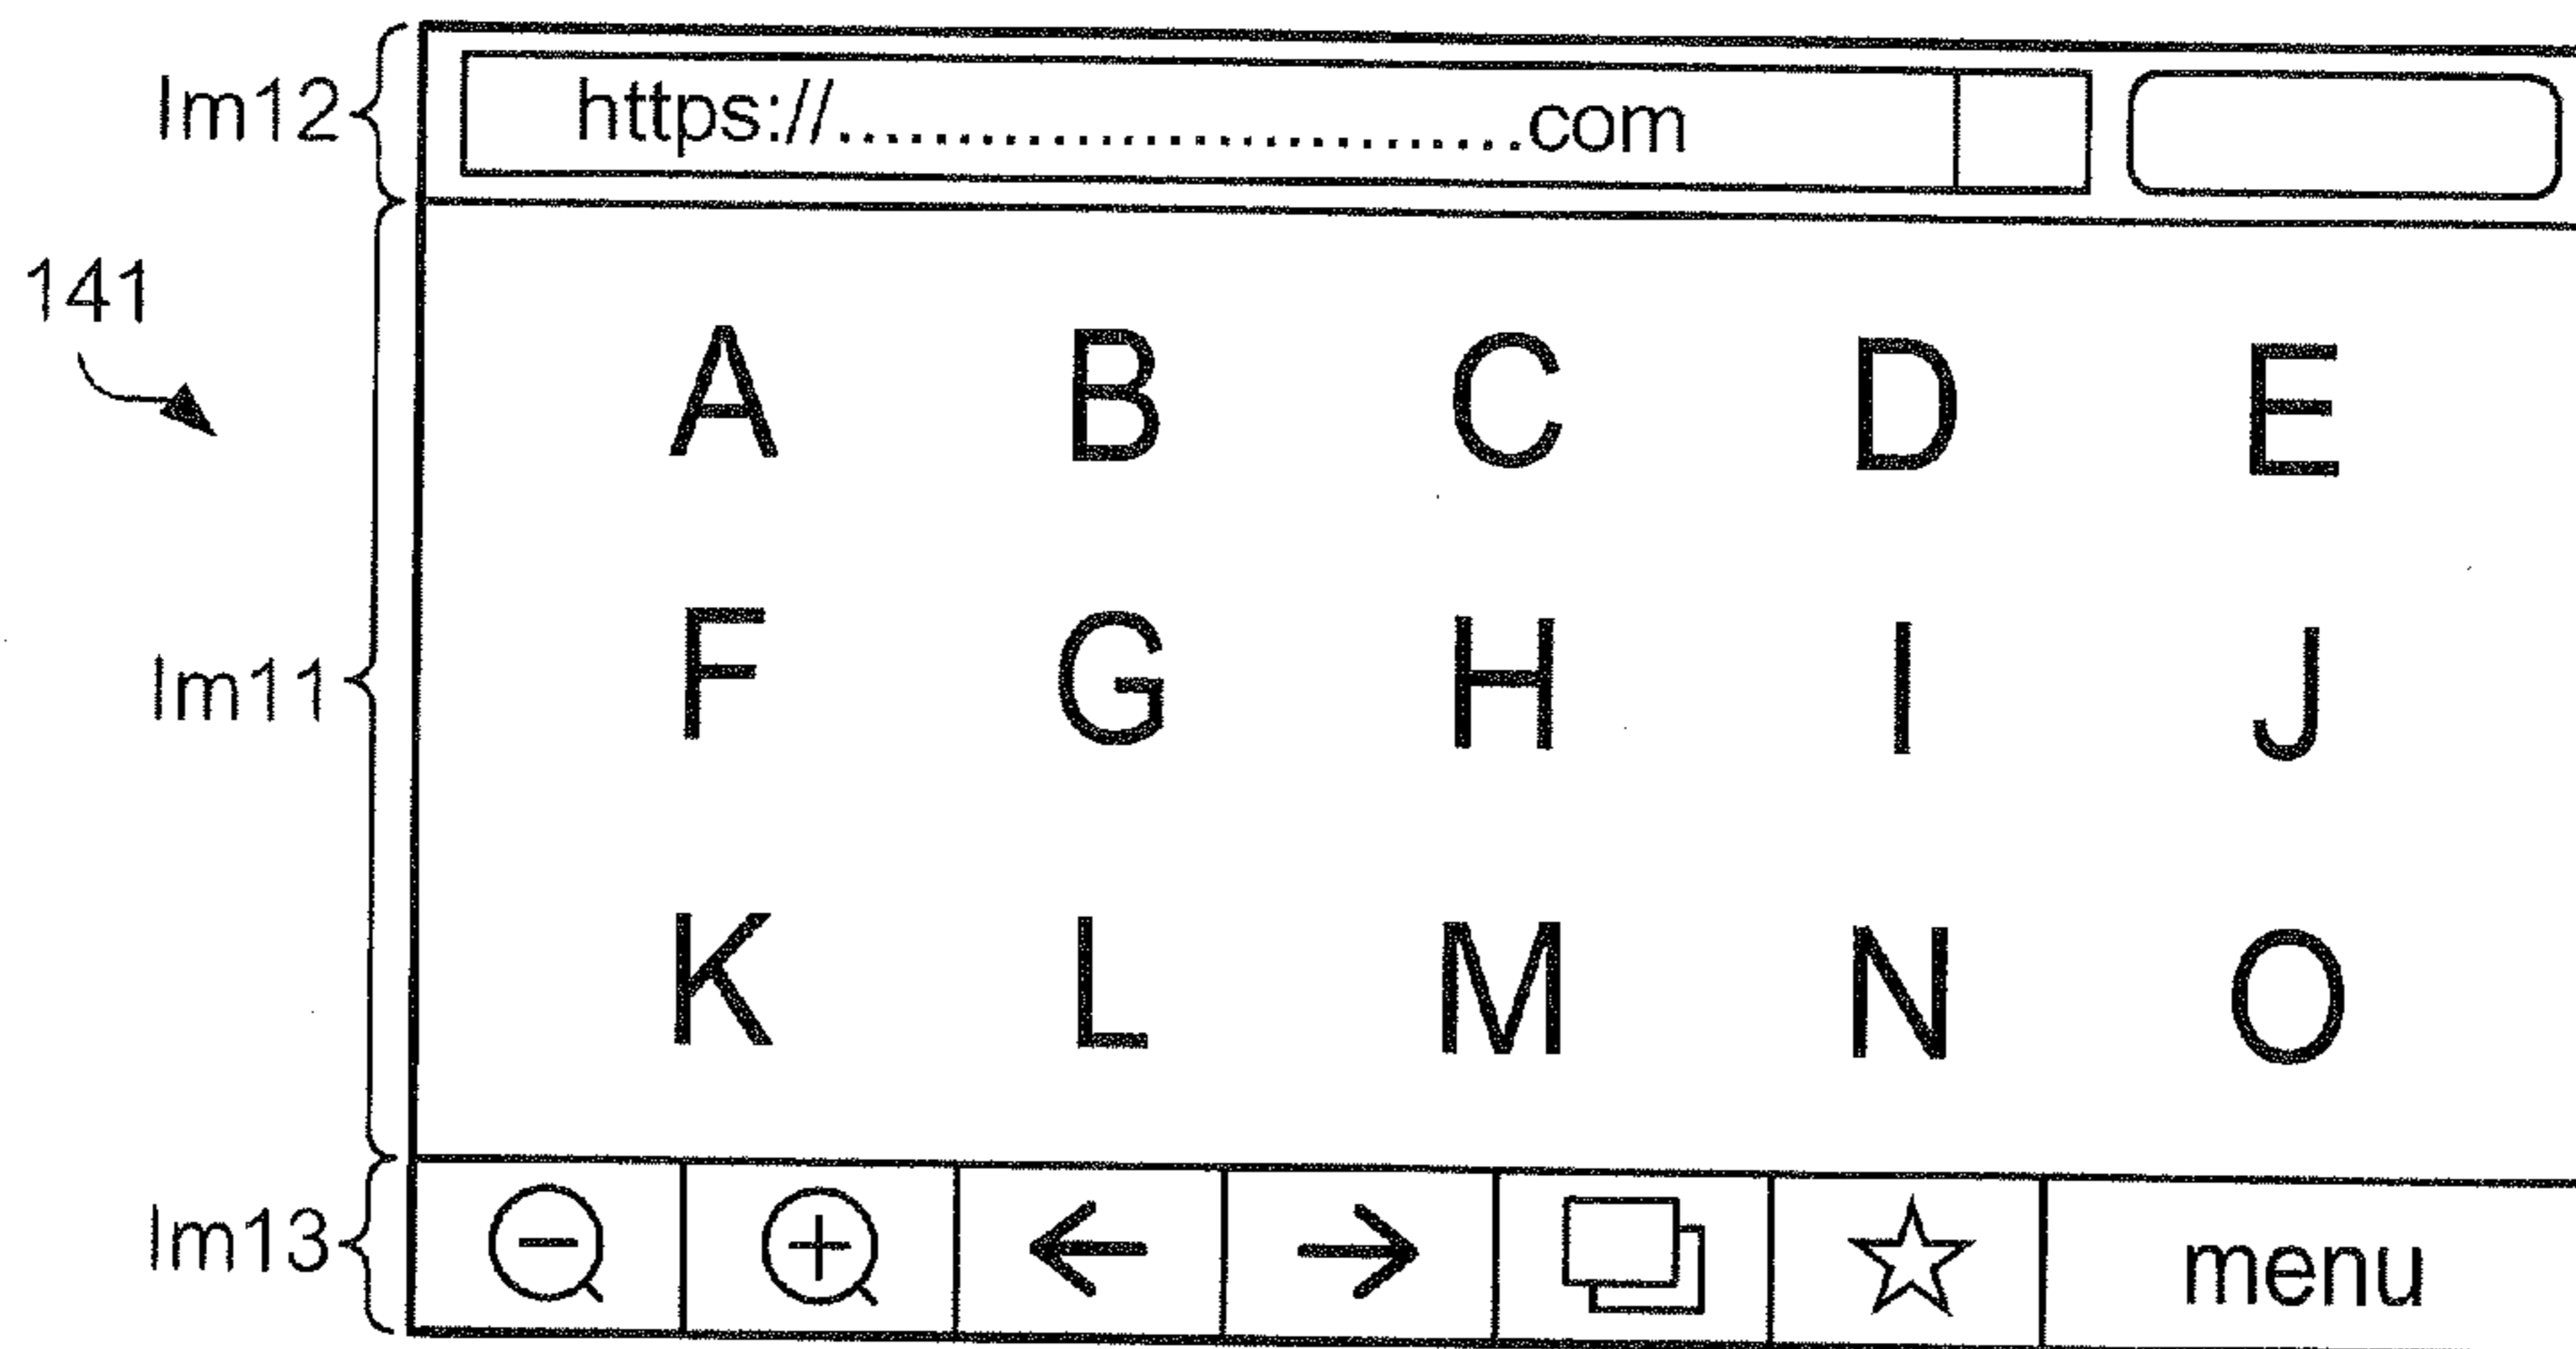 Im12 https://.............................com
141
A B C D E
Im11 F G H I J
K L M N O
Im13 menu